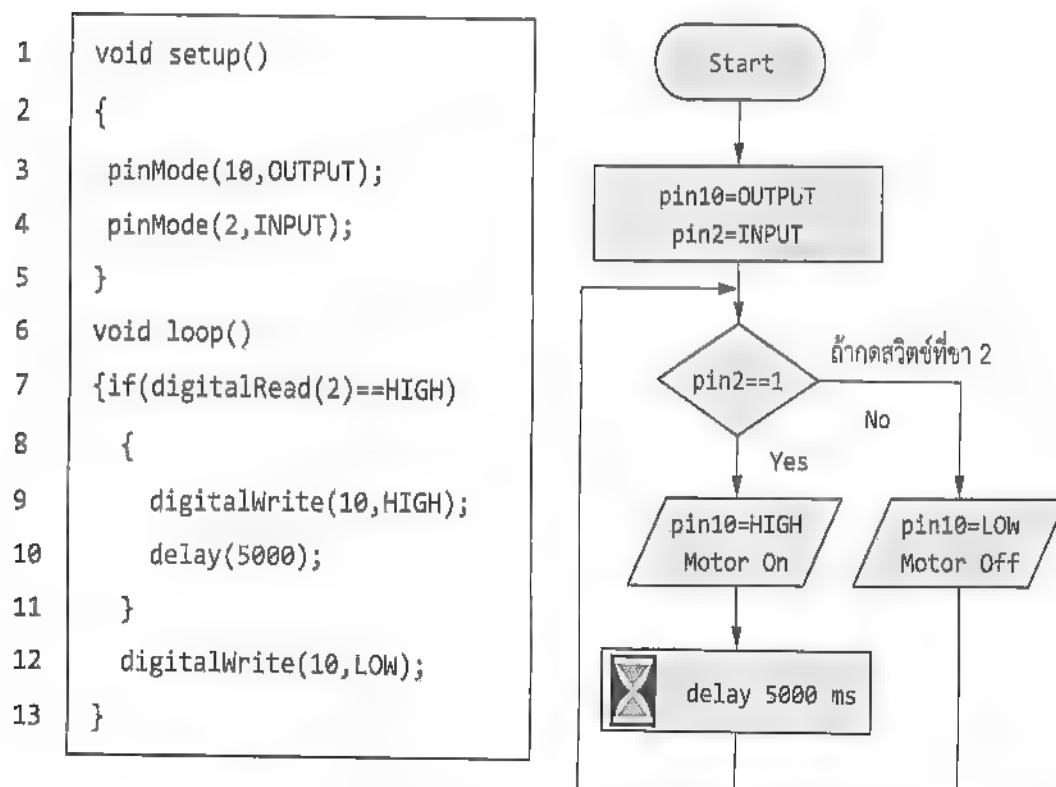 1 void setup()
2 {
3 pinMode(10,OUTPUT);
4 pinMode(2,INPUT);
5 }
6 void loop()
7 {if(digitalRead(2)==HIGH)
8 {
9 digitalWrite(10,HIGH);
10 delay(5000);
11 }
12 digitalWrite(10,LOW);
13 }
Start
pin10=OUTPUT
pin2=INPUT
ถ้ากดสวิตช์ที่ขา 2
pin2==1
No
Yes
pin10=HIGH
Motor On
pin10=LOW
Motor Off
delay 5000 ms